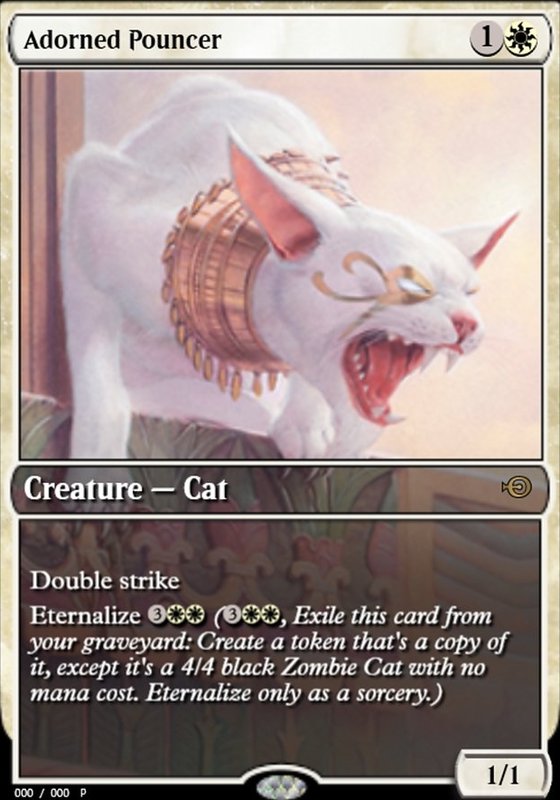 Adorned Pouncer 1
Creature — Cat
Double strike
Eternalize 3 (3, Exile this card from
your graveyard: Create a token that's a copy of
it, except it's a 4/4 black Zombie Cat with no
mana cost. Eternalize only as a sorcery.)
1/1
000 / 000 P